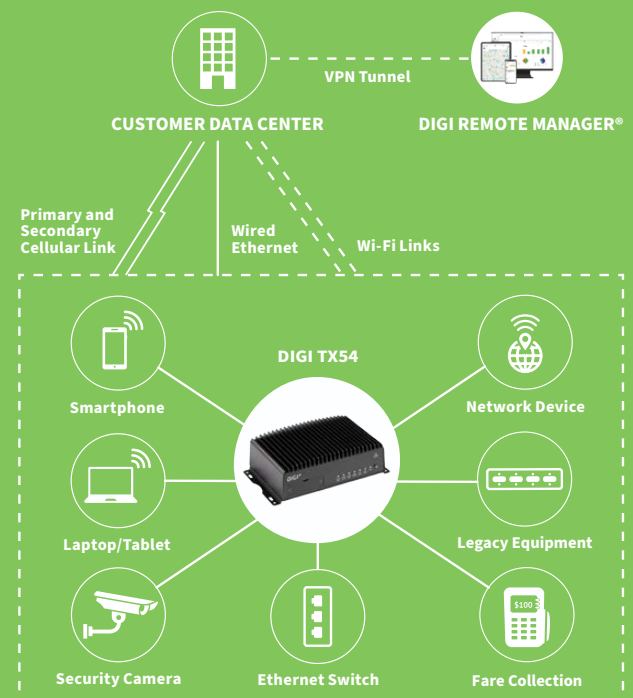 VPN Tunnel
CUSTOMER DATA CENTER
DIGI REMOTE MANAGER®
Primary and
Secondary
Cellular Link
Wired
Ethernet
Wi-Fi Links
DIGI TX54
Smartphone
Network Device
DIGI
Laptop/Tablet
Legacy Equipment
$100
Security Camera
Ethernet Switch
Fare Collection